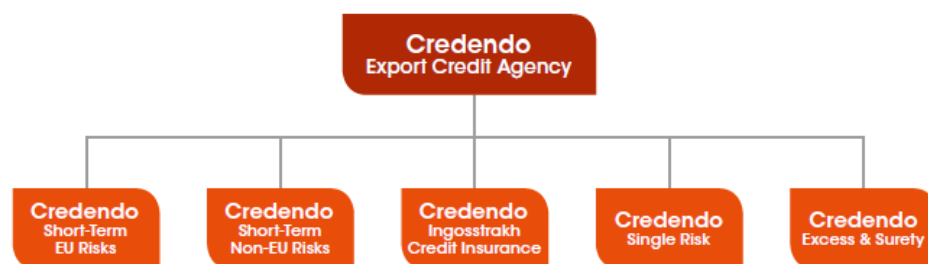 Credendo
Export Credit Agency
Credendo
Short-Term
EU Risks
Credendo
Short-Term
Non-EU Risks
Credendo
Ingosstrakh
Credit Insurance
Credendo
Single Risk
Credendo
Excess & Surety